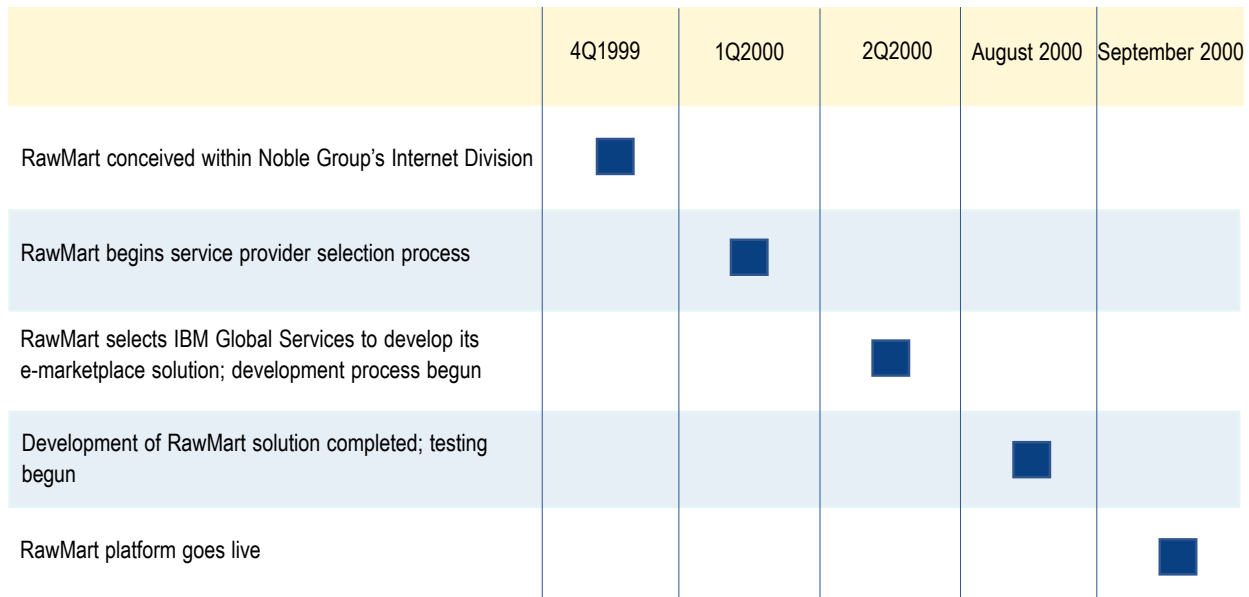 4Q1999 1Q2000 2Q2000 August 2000 September 2000
RawMart conceived within Noble Group's Internet Division
RawMart begins service provider selection process
RawMart selects IBM Global Services to develop its
e-marketplace solution; development process begun
Development of RawMart solution completed; testing
begun
RawMart platform goes live